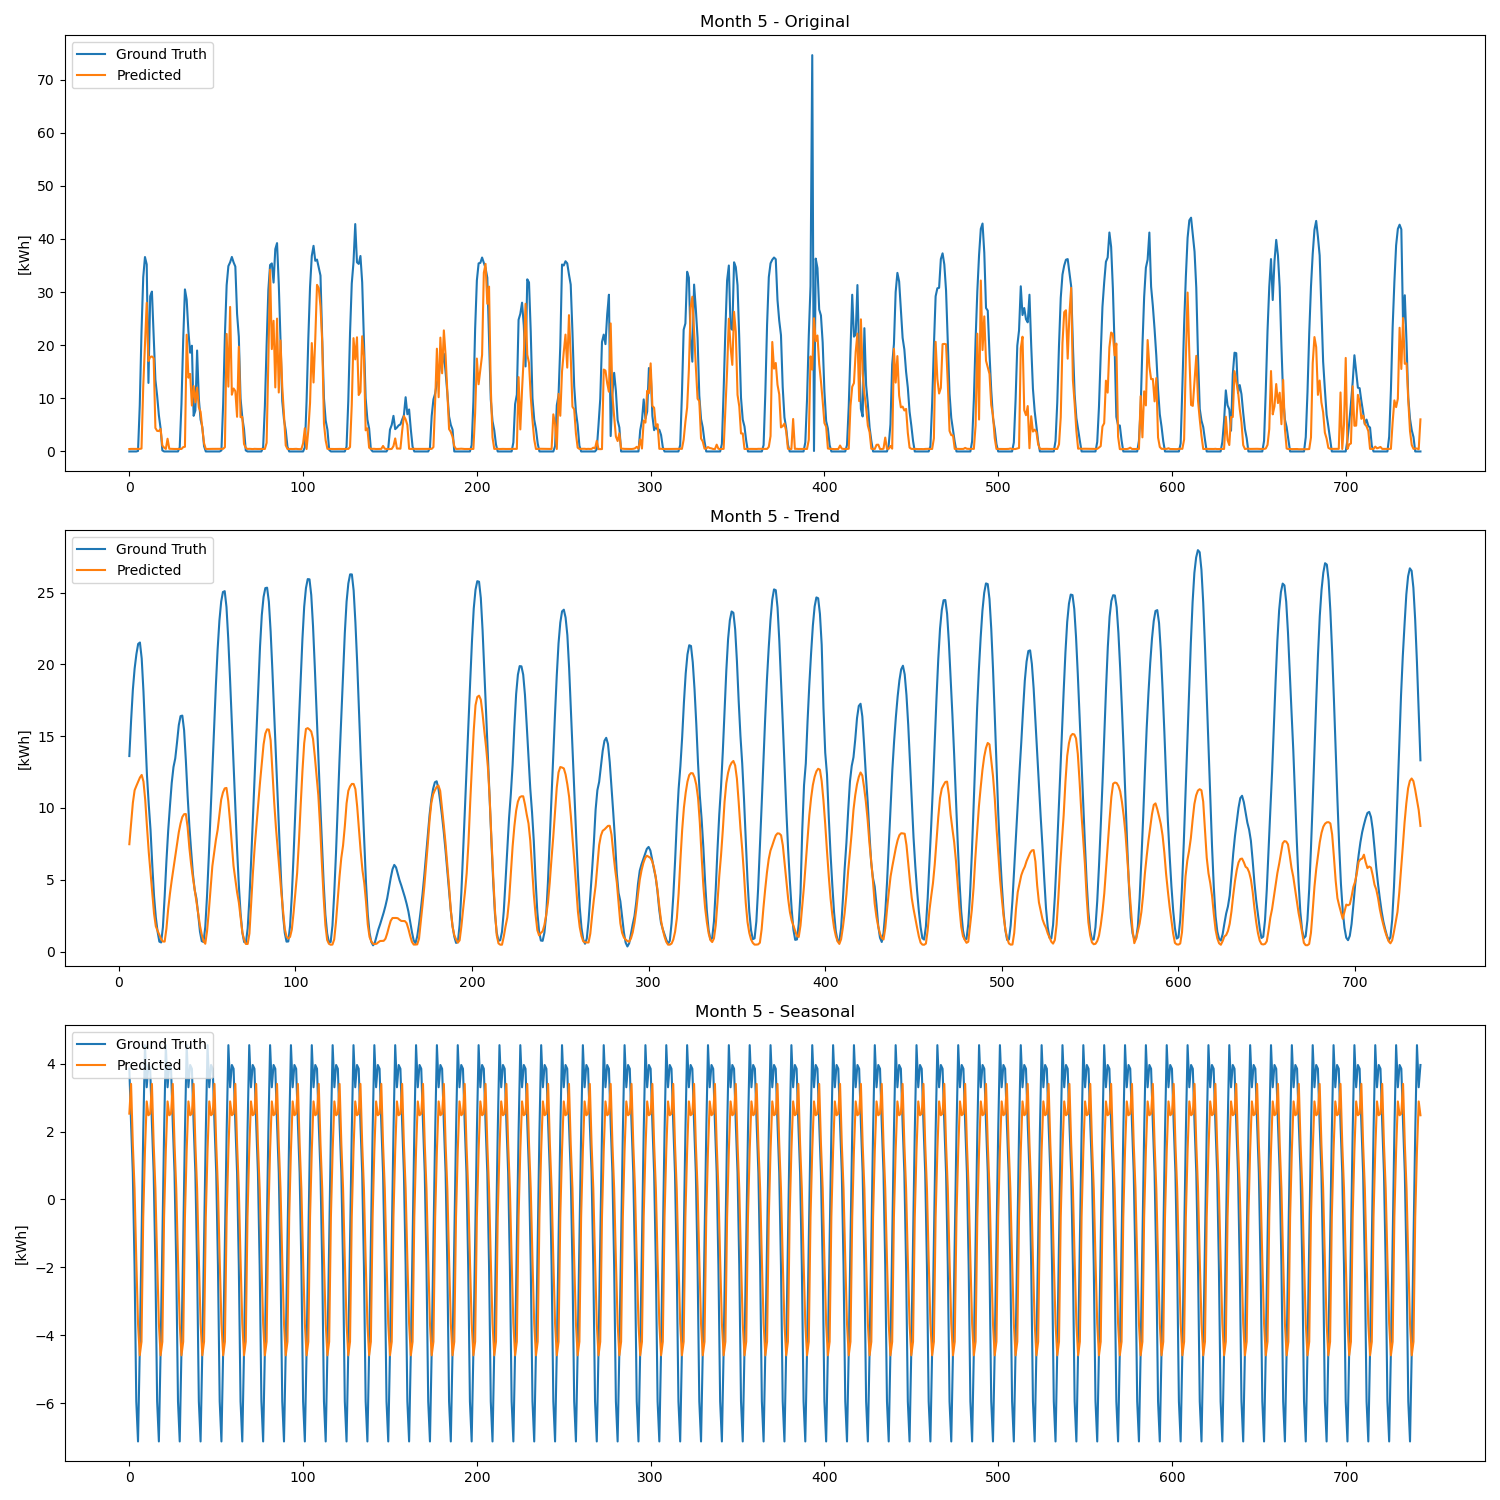 Month 5 - Original
Ground Truth
Predicted
70
60
50
40
30
20
10
0
[kWh]
0 100 200 300 400 500 600 700
Month 5 - Trend
Ground Truth
Predicted
25
20
15
10
5
0
[kWh]
0 100 200 300 400 500 600 700
Month 5 - Seasonal
Ground Truth
Predicted
4
2
0
−2
−4
−6
[kWh]
0 100 200 300 400 500 600 700